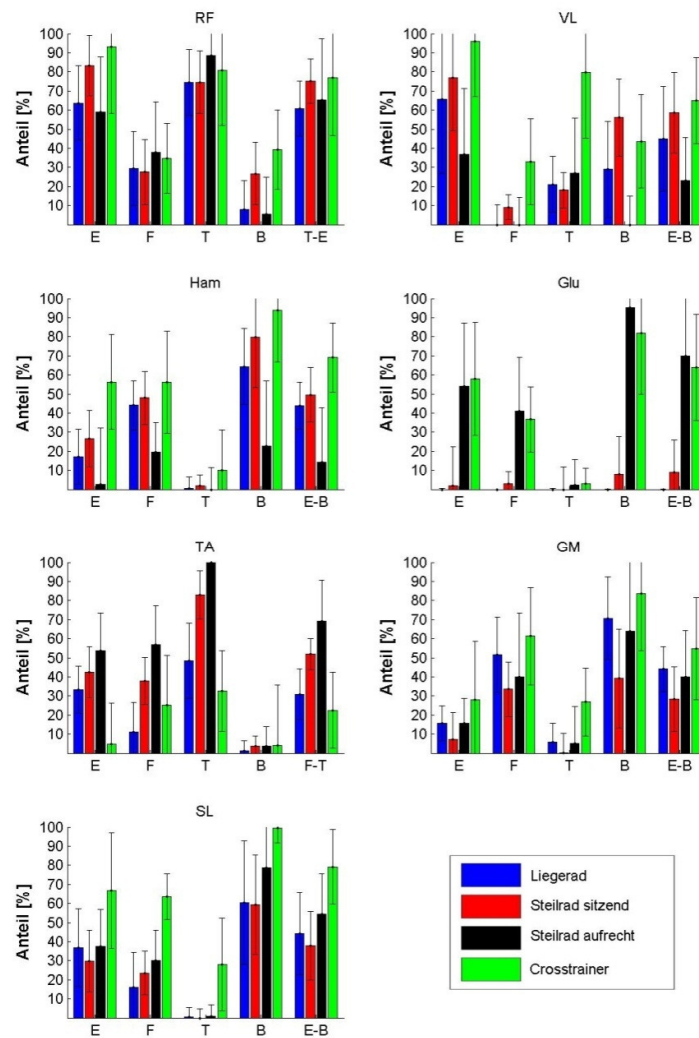 RF
Anteil [%]
100
90
80
70
60
50
40
30
20
10
E F T B T-E
VL
Anteil [%]
100
90
80
70
60
50
40
30
20
10
E F T B E-B
Ham
Anteil [%]
100
90
80
70
60
50
40
30
20
10
E F T B E-B
Glu
Anteil [%]
100
90
80
70
60
50
40
30
20
10
E F T B E-B
TA
Anteil [%]
100
90
80
70
60
50
40
30
20
10
E F T B F-T
GM
Anteil [%]
100
90
80
70
60
50
40
30
20
10
E F T B E-B
SL
Anteil [%]
100
90
80
70
60
50
40
30
20
10
E F T B E-B
Liegerad
Steilrad sitzend
Steilrad aufrecht
Crosstrainer